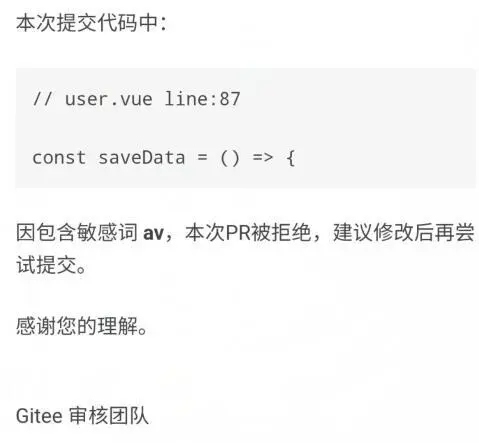 本次提交代码中：
// user.vue line:87
const saveData = () => {
因包含敏感词 av，本次PR被拒绝，建议修改后再尝
试提交。
感谢您的理解。
Gitee 审核团队